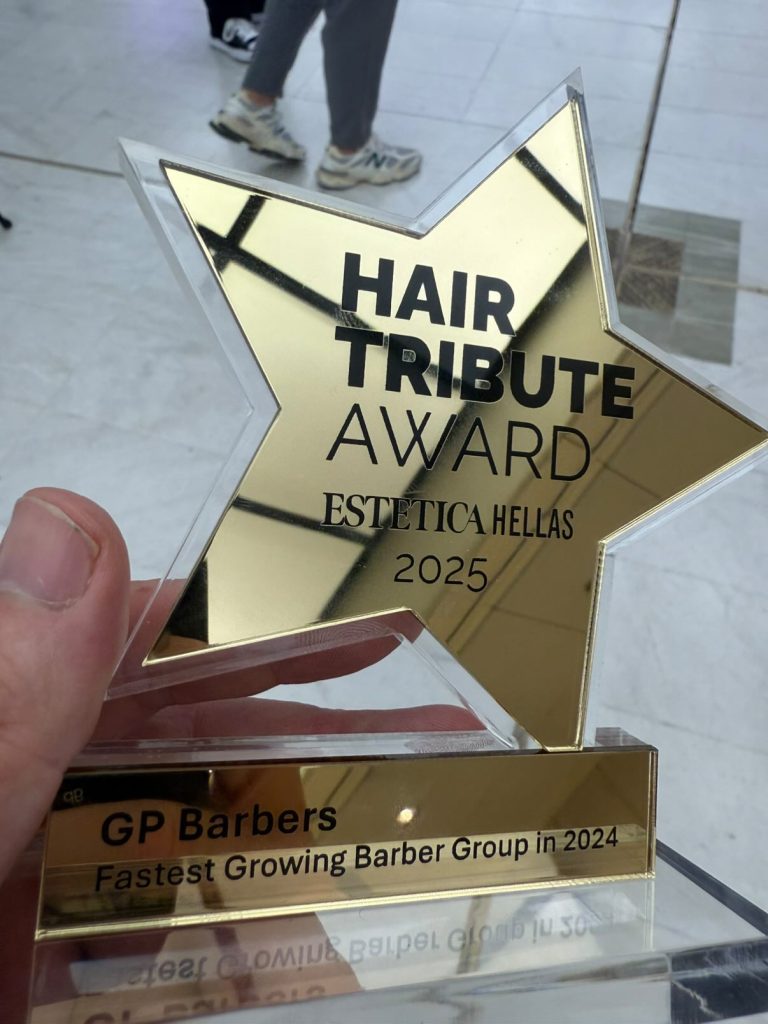 HAIR
TRIBUTE
AWARD
ESTETICA HELLAS
2025
GP Barbers
Fastest Growing Barber Group in 2024